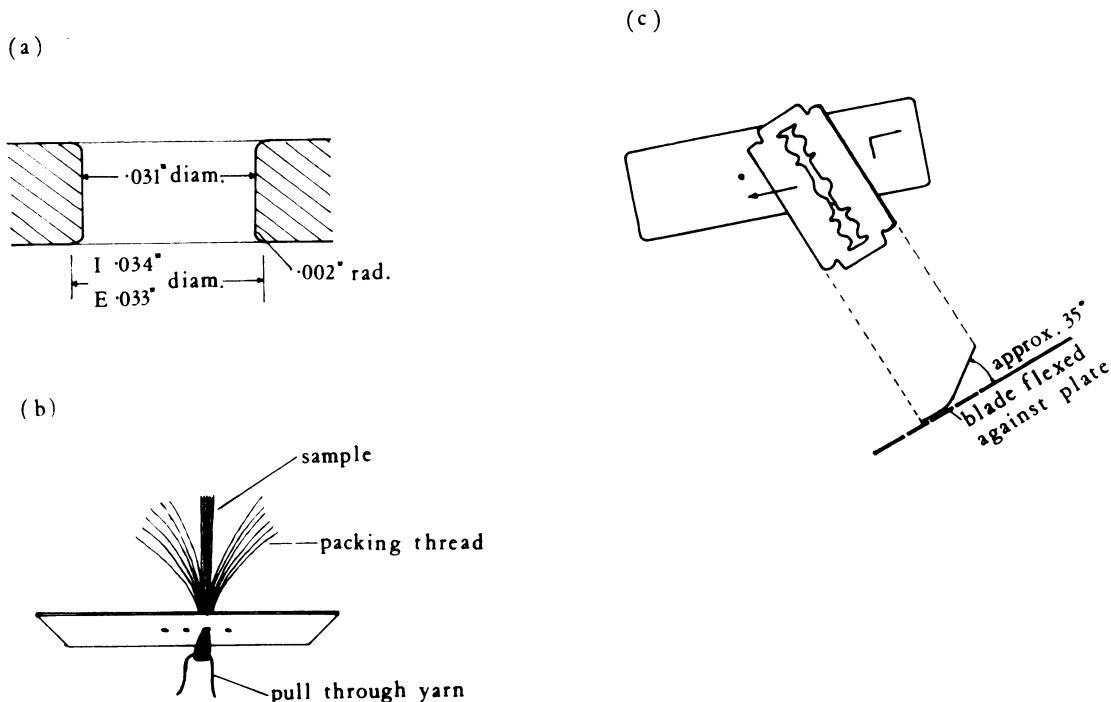 (a)
·031" diam.
I ·034"
E ·033"
diam.
·002" rad.
(b)
sample
packing thread
pull through yarn
(c)
approx. 35°
blade flexed
against plate